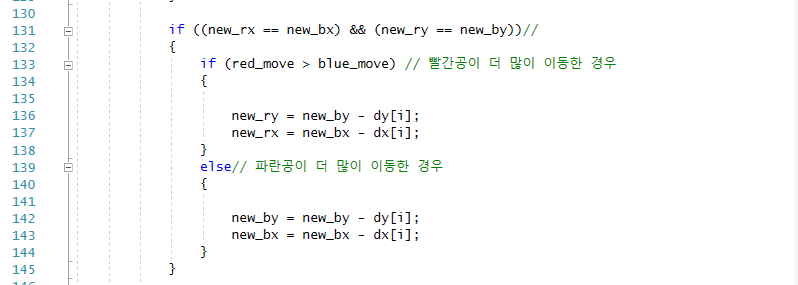 130
131 if ((new_rx == new_bx) && (new_ry == new_by))//
132 {
133 if (red_move > blue_move) // 빨간공이 더 많이 이동한 경우
134 {
135
136 new_ry = new_by - dy[i];
137 new_rx = new_bx - dx[i];
138 }
139 else// 파란공이 더 많이 이동한 경우
140 {
141
142 new_by = new_by - dy[i];
143 new_bx = new_bx - dx[i];
144 }
145 }